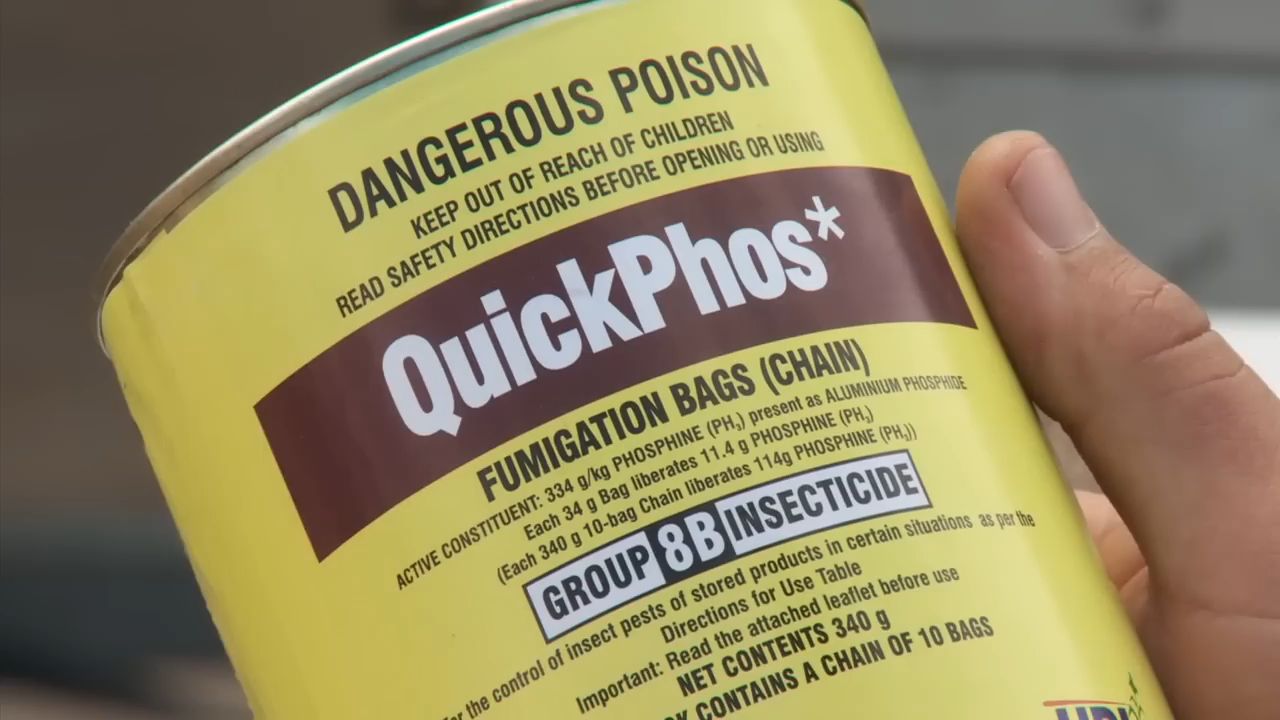 DANGEROUS POISON
KEEP OUT OF REACH OF CHILDREN
READ SAFETY DIRECTIONS BEFORE OPENING OR USING
QuickPhos*
FUMIGATION BAGS (CHAIN)
ACTIVE CONSTITUENT: 334 g/kg PHOSPHINE (PH₃) present as ALUMINIUM PHOSPHIDE
Each 34 g Bag liberates 11.4 g PHOSPHINE (PH₃)
(Each 340 g 10-bag Chain liberates 114g PHOSPHINE (PH₃))
GROUP 8B INSECTICIDE
the control of insect pests of stored products in certain situations as per the
Directions for Use Table
Important: Read the attached leaflet before use
NET CONTENTS 340 g
CONTAINS A CHAIN OF 10 BAGS